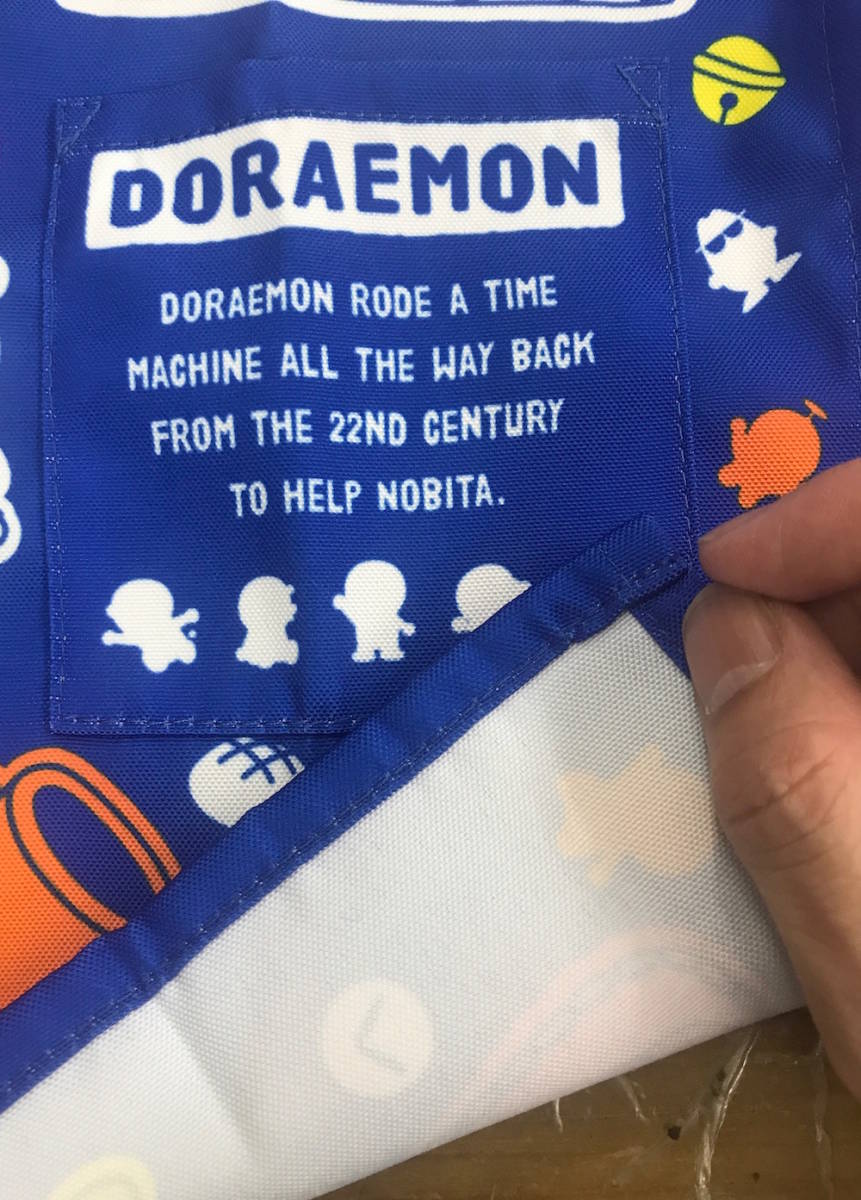 DORAEMON
DORAEMON RODE A TIME
MACHINE ALL THE WAY BACK
FROM THE 22ND CENTURY
TO HELP NOBITA.